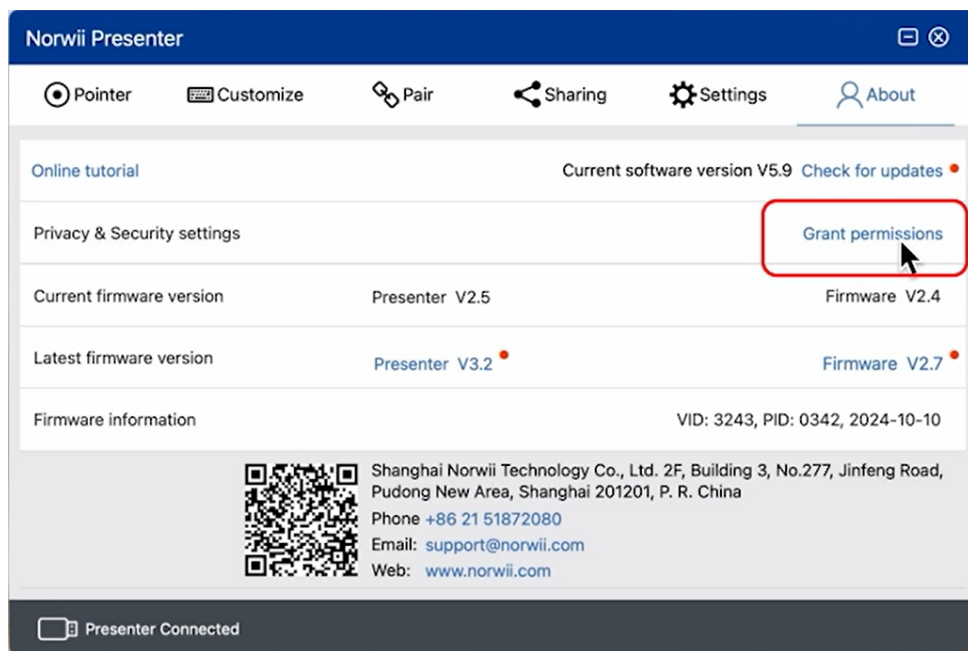 Norwii Presenter
Pointer Customize Pair Sharing Settings About
Online tutorial Current software version V5.9 Check for updates
Privacy & Security settings Grant permissions
Current firmware version Presenter V2.5 Firmware V2.4
Latest firmware version Presenter V3.2 Firmware V2.7
Firmware information VID: 3243, PID: 0342, 2024-10-10
Shanghai Norwii Technology Co., Ltd. 2F, Building 3, No.277, Jinfeng Road,
Pudong New Area, Shanghai 201201, P. R. China
Phone +86 21 51872080
Email: support@norwii.com
Web: www.norwii.com
Presenter Connected